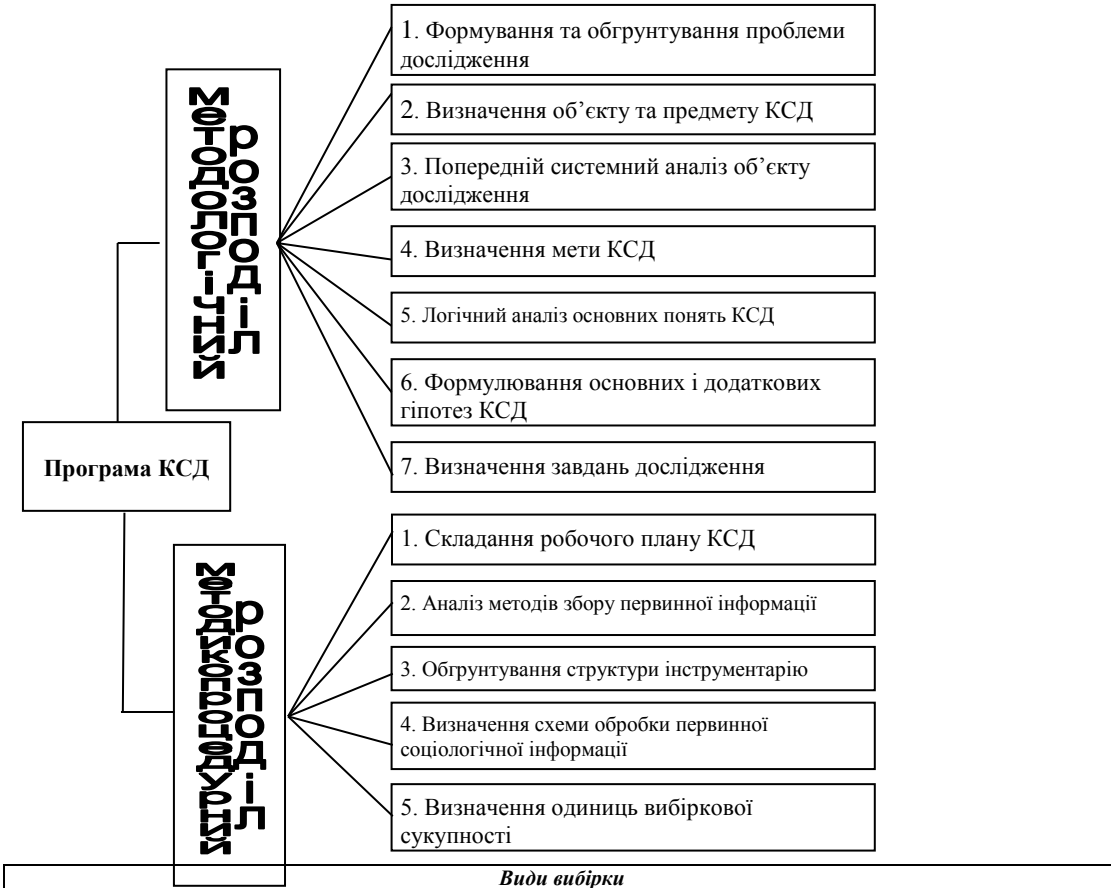 Програма КСД
Методологічний
розподіл
1. Формування та обгрунтування проблеми
дослідження
2. Визначення об’єкту та предмету КСД
3. Попередній системний аналіз об’єкту
дослідження
4. Визначення мети КСД
5. Логічний аналіз основних понять КСД
6. Формулювання основних і додаткових
гіпотез КСД
7. Визначення завдань дослідження
Методикопроцедурний
розподіл
1. Складання робочого плану КСД
2. Аналіз методів збору первинної інформації
3. Обгрунтування структури інструментарію
4. Визначення схеми обробки первинної
соціологічної інформації
5. Визначення одиниць вибіркової
сукупності
Види вибірки